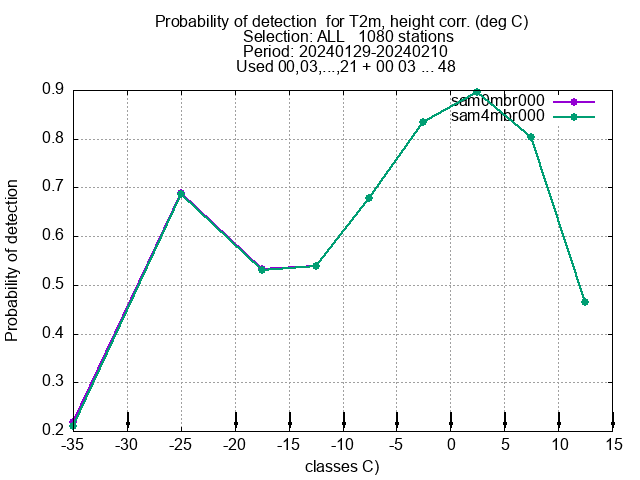 Probability of detection for T2m, height corr. (deg C)
Selection: ALL 1080 stations
Period: 20240129-20240210
Used 00,03,...,21 + 00 03 ... 48
sam0mbr000
sam4mbr000
0.9
0.8
0.7
0.6
0.5
0.4
0.3
0.2
Probability of detection
-35 -30 -25 -20 -15 -10 -5 0 5 10 15
classes C)